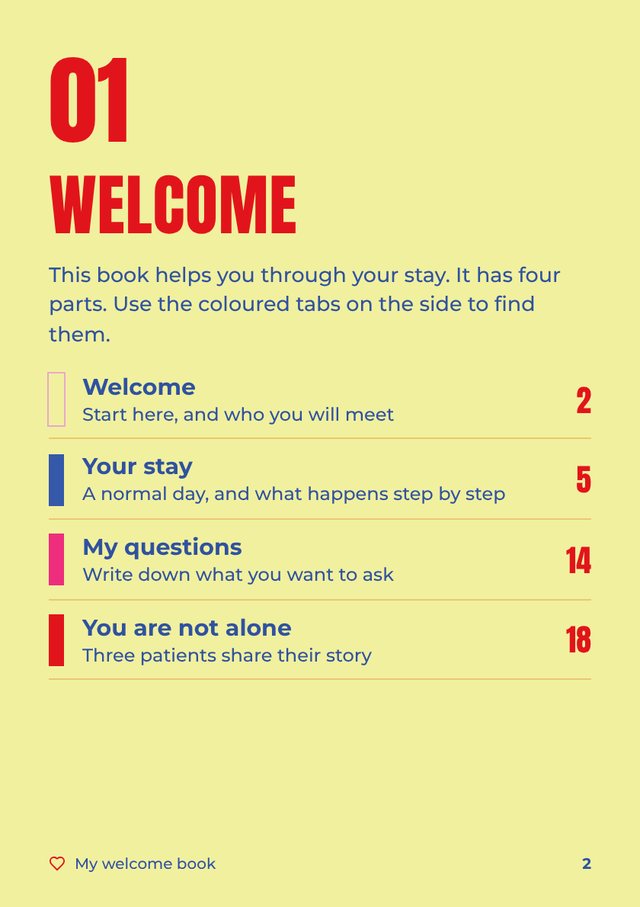 01
WELCOME
This book helps you through your stay. It has four
parts. Use the coloured tabs on the side to find
them.
Welcome
Start here, and who you will meet
2
Your stay
A normal day, and what happens step by step
5
My questions
Write down what you want to ask
14
You are not alone
Three patients share their story
18
My welcome book
2